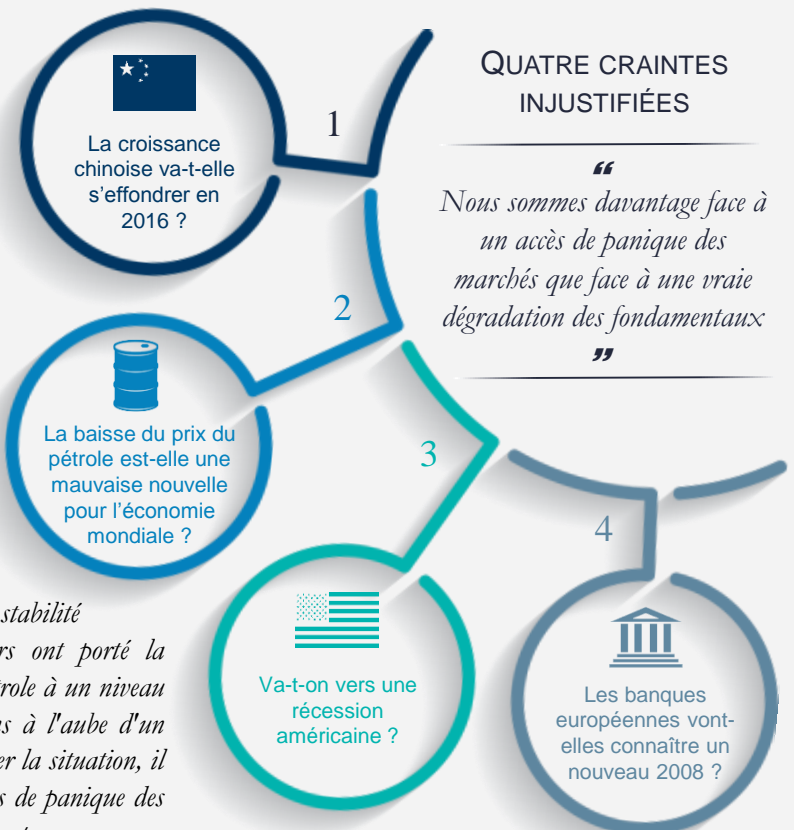 QUATRE CRAINTES
INJUSTIFIÉES
“
Nous sommes davantage face à
un accès de panique des
marchés que face à une vraie
dégradation des fondamentaux
”
1
La croissance
chinoise va-t-elle
s’effondrer en
2016 ?
2
La baisse du prix du
pétrole est-elle une
mauvaise nouvelle
pour l’économie
mondiale ?
3
Va-t-on vers une
récession
américaine ?
4
Les banques
européennes vont-
elles connaître un
nouveau 2008 ?
stabilité
ont porté la
à un niveau
à l'aube d'un
la situation, il
de panique des